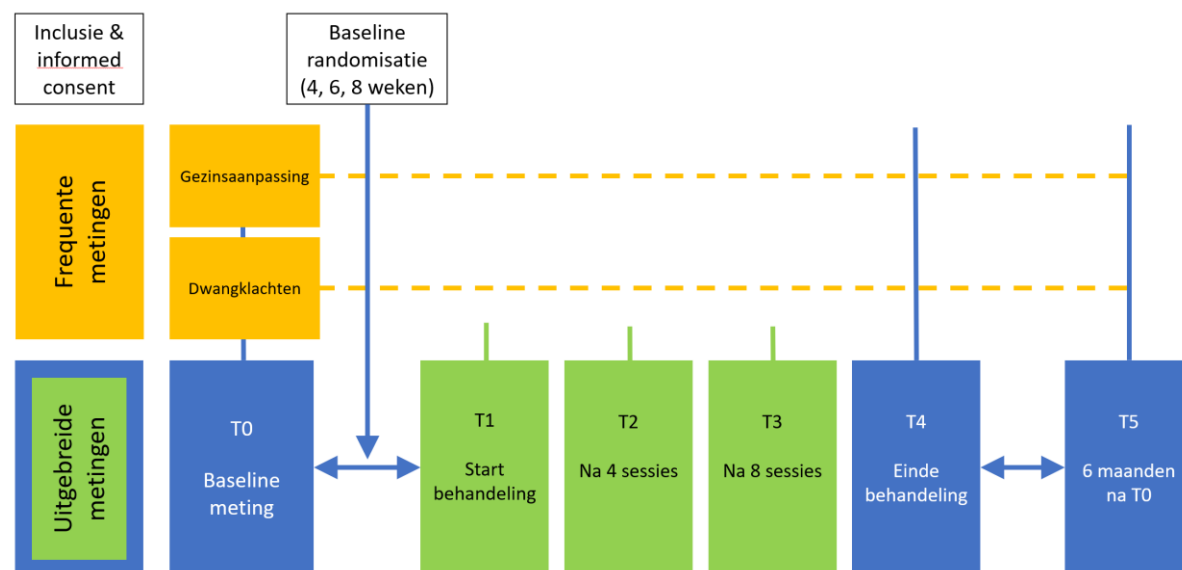 Inclusie &
informed
consent
Baseline
randomisatie
(4, 6, 8 weken)
Frequente
metingen
Gezinsaanpassing
Dwangklachten
Uitgebreide
metingen
T0
Baseline
meting
T1
Start
behandeling
T2
Na 4 sessies
T3
Na 8 sessies
T4
Einde
behandeling
T5
6 maanden
na T0